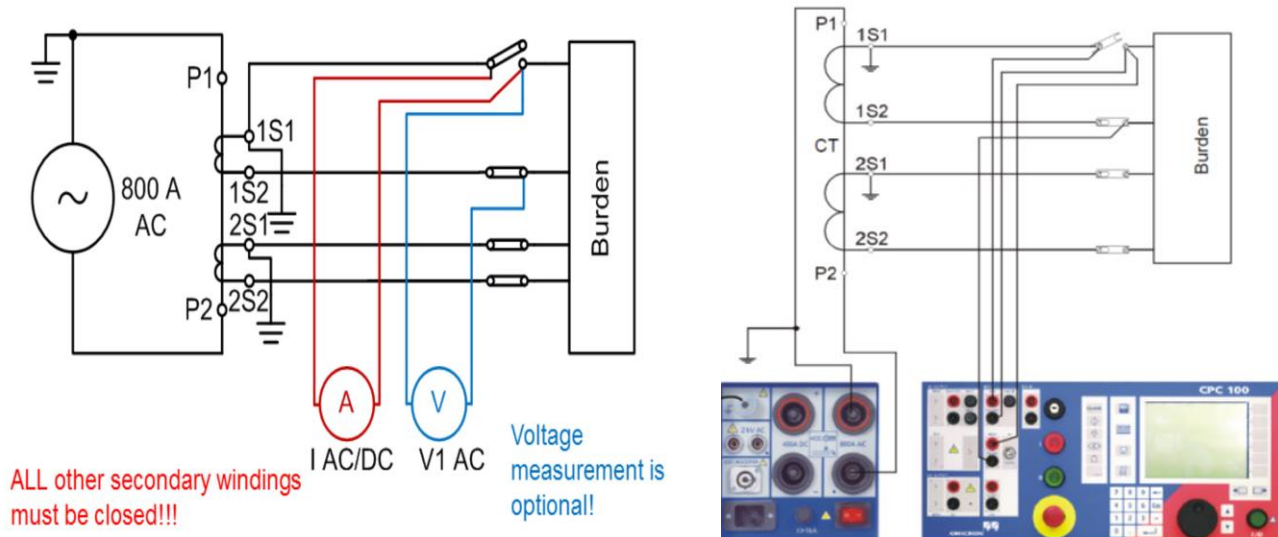 P1
1S1
800 A
AC
1S2
2S1
P2
2S2
Burden
A
V
I AC/DC
V1 AC
ALL other secondary windings
must be closed!!!
Voltage
measurement is
optional!
P1
1S1
1S2
CT
2S1
2S2
P2
Burden
400A DC
800A AC
CPC 100
OMICRON